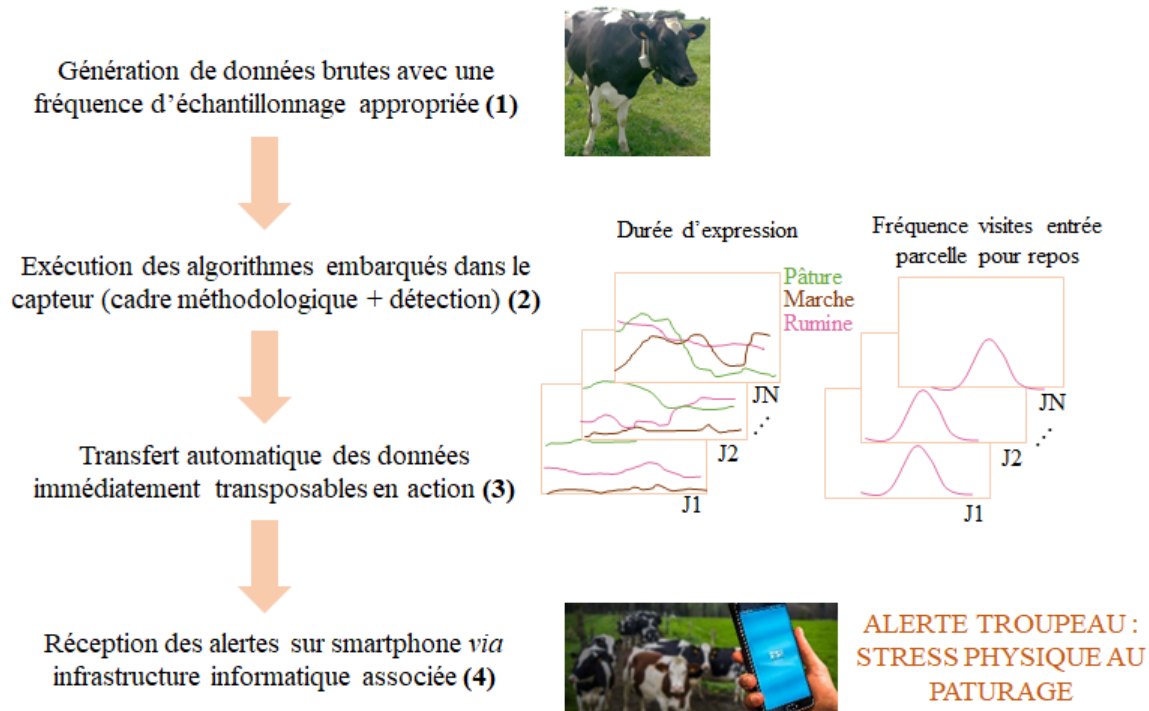 Génération de données brutes avec une
fréquence d'échantillonnage appropriée (1)
Exécution des algorithmes embarqués dans le
capteur (cadre méthodologique + détection) (2)
Durée d'expression
Pâture
Marche
Rumine
JN
⋰
J2
J1
Fréquence visites entrée
parcelle pour repos
JN
⋰
J2
J1
Transfert automatique des données
immédiatement transposables en action (3)
Réception des alertes sur smartphone via
infrastructure informatique associée (4)
ALERTE TROUPEAU :
STRESS PHYSIQUE AU
PATURAGE